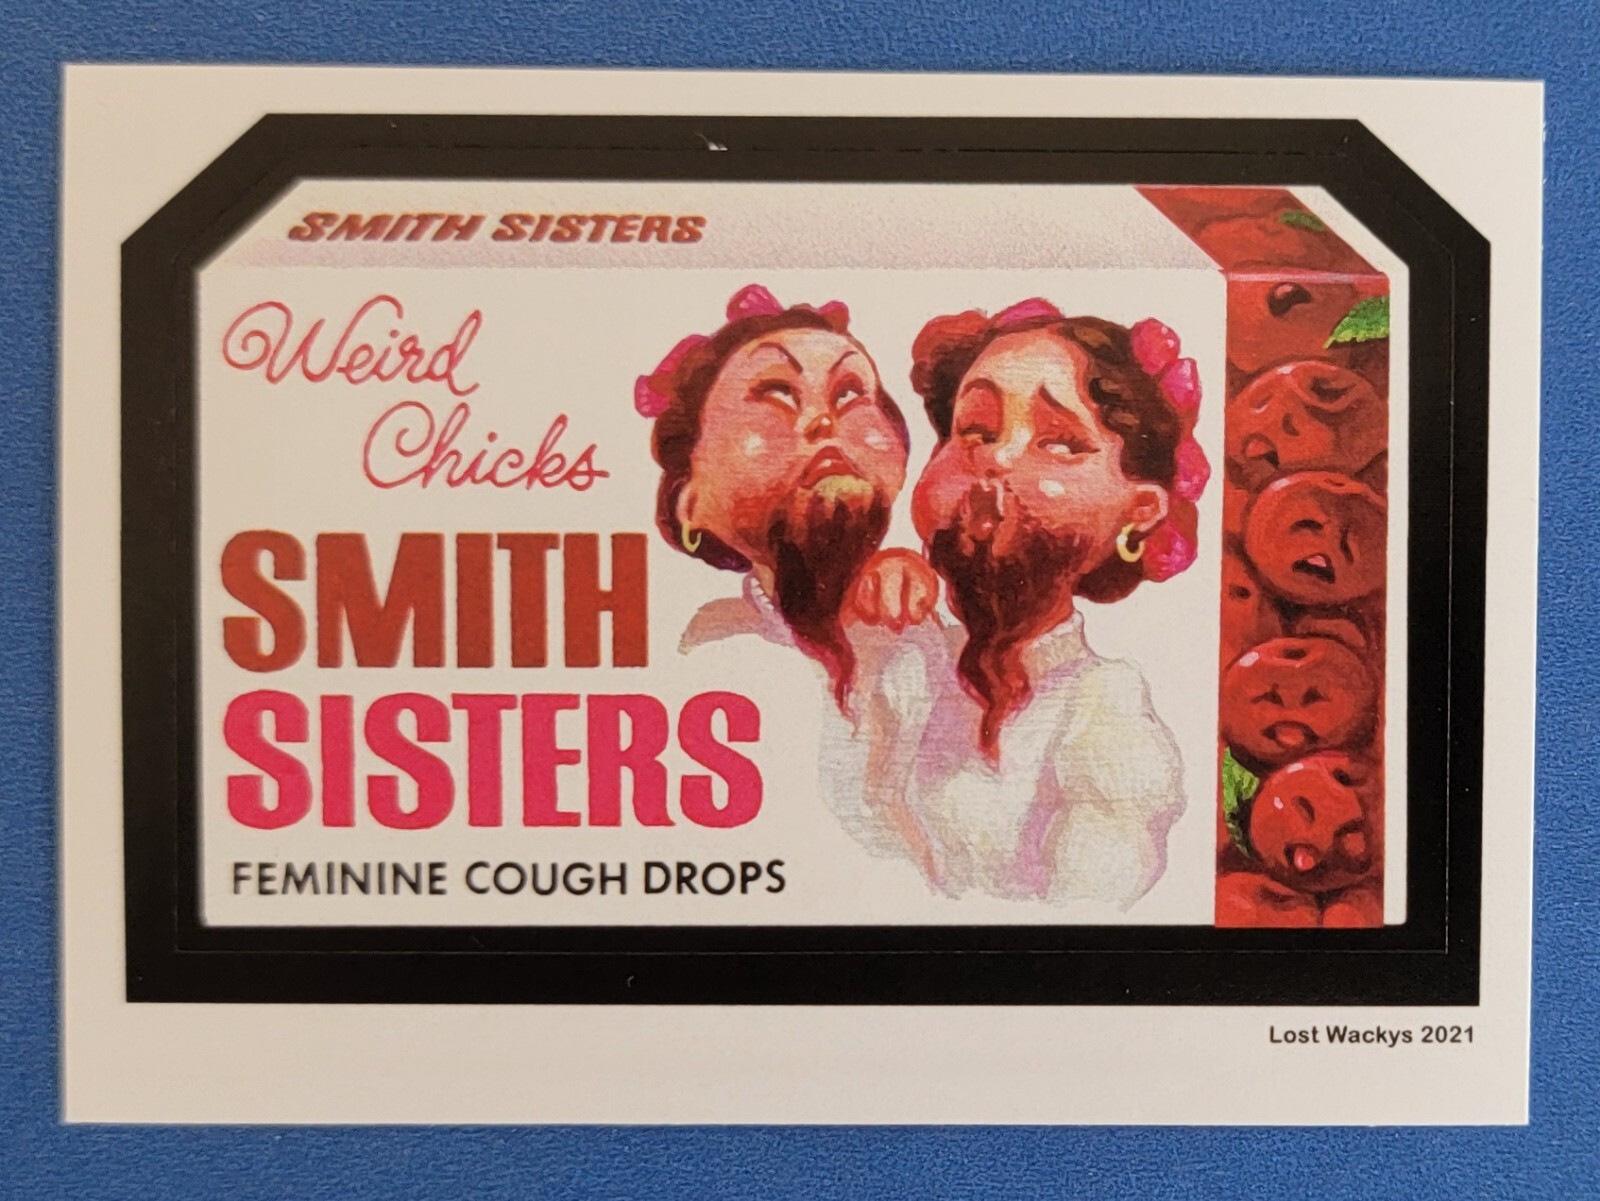 SMITH SISTERS
Weird
Chicks
SMITH
SISTERS
FEMININE COUGH DROPS
Lost Wackys 2021